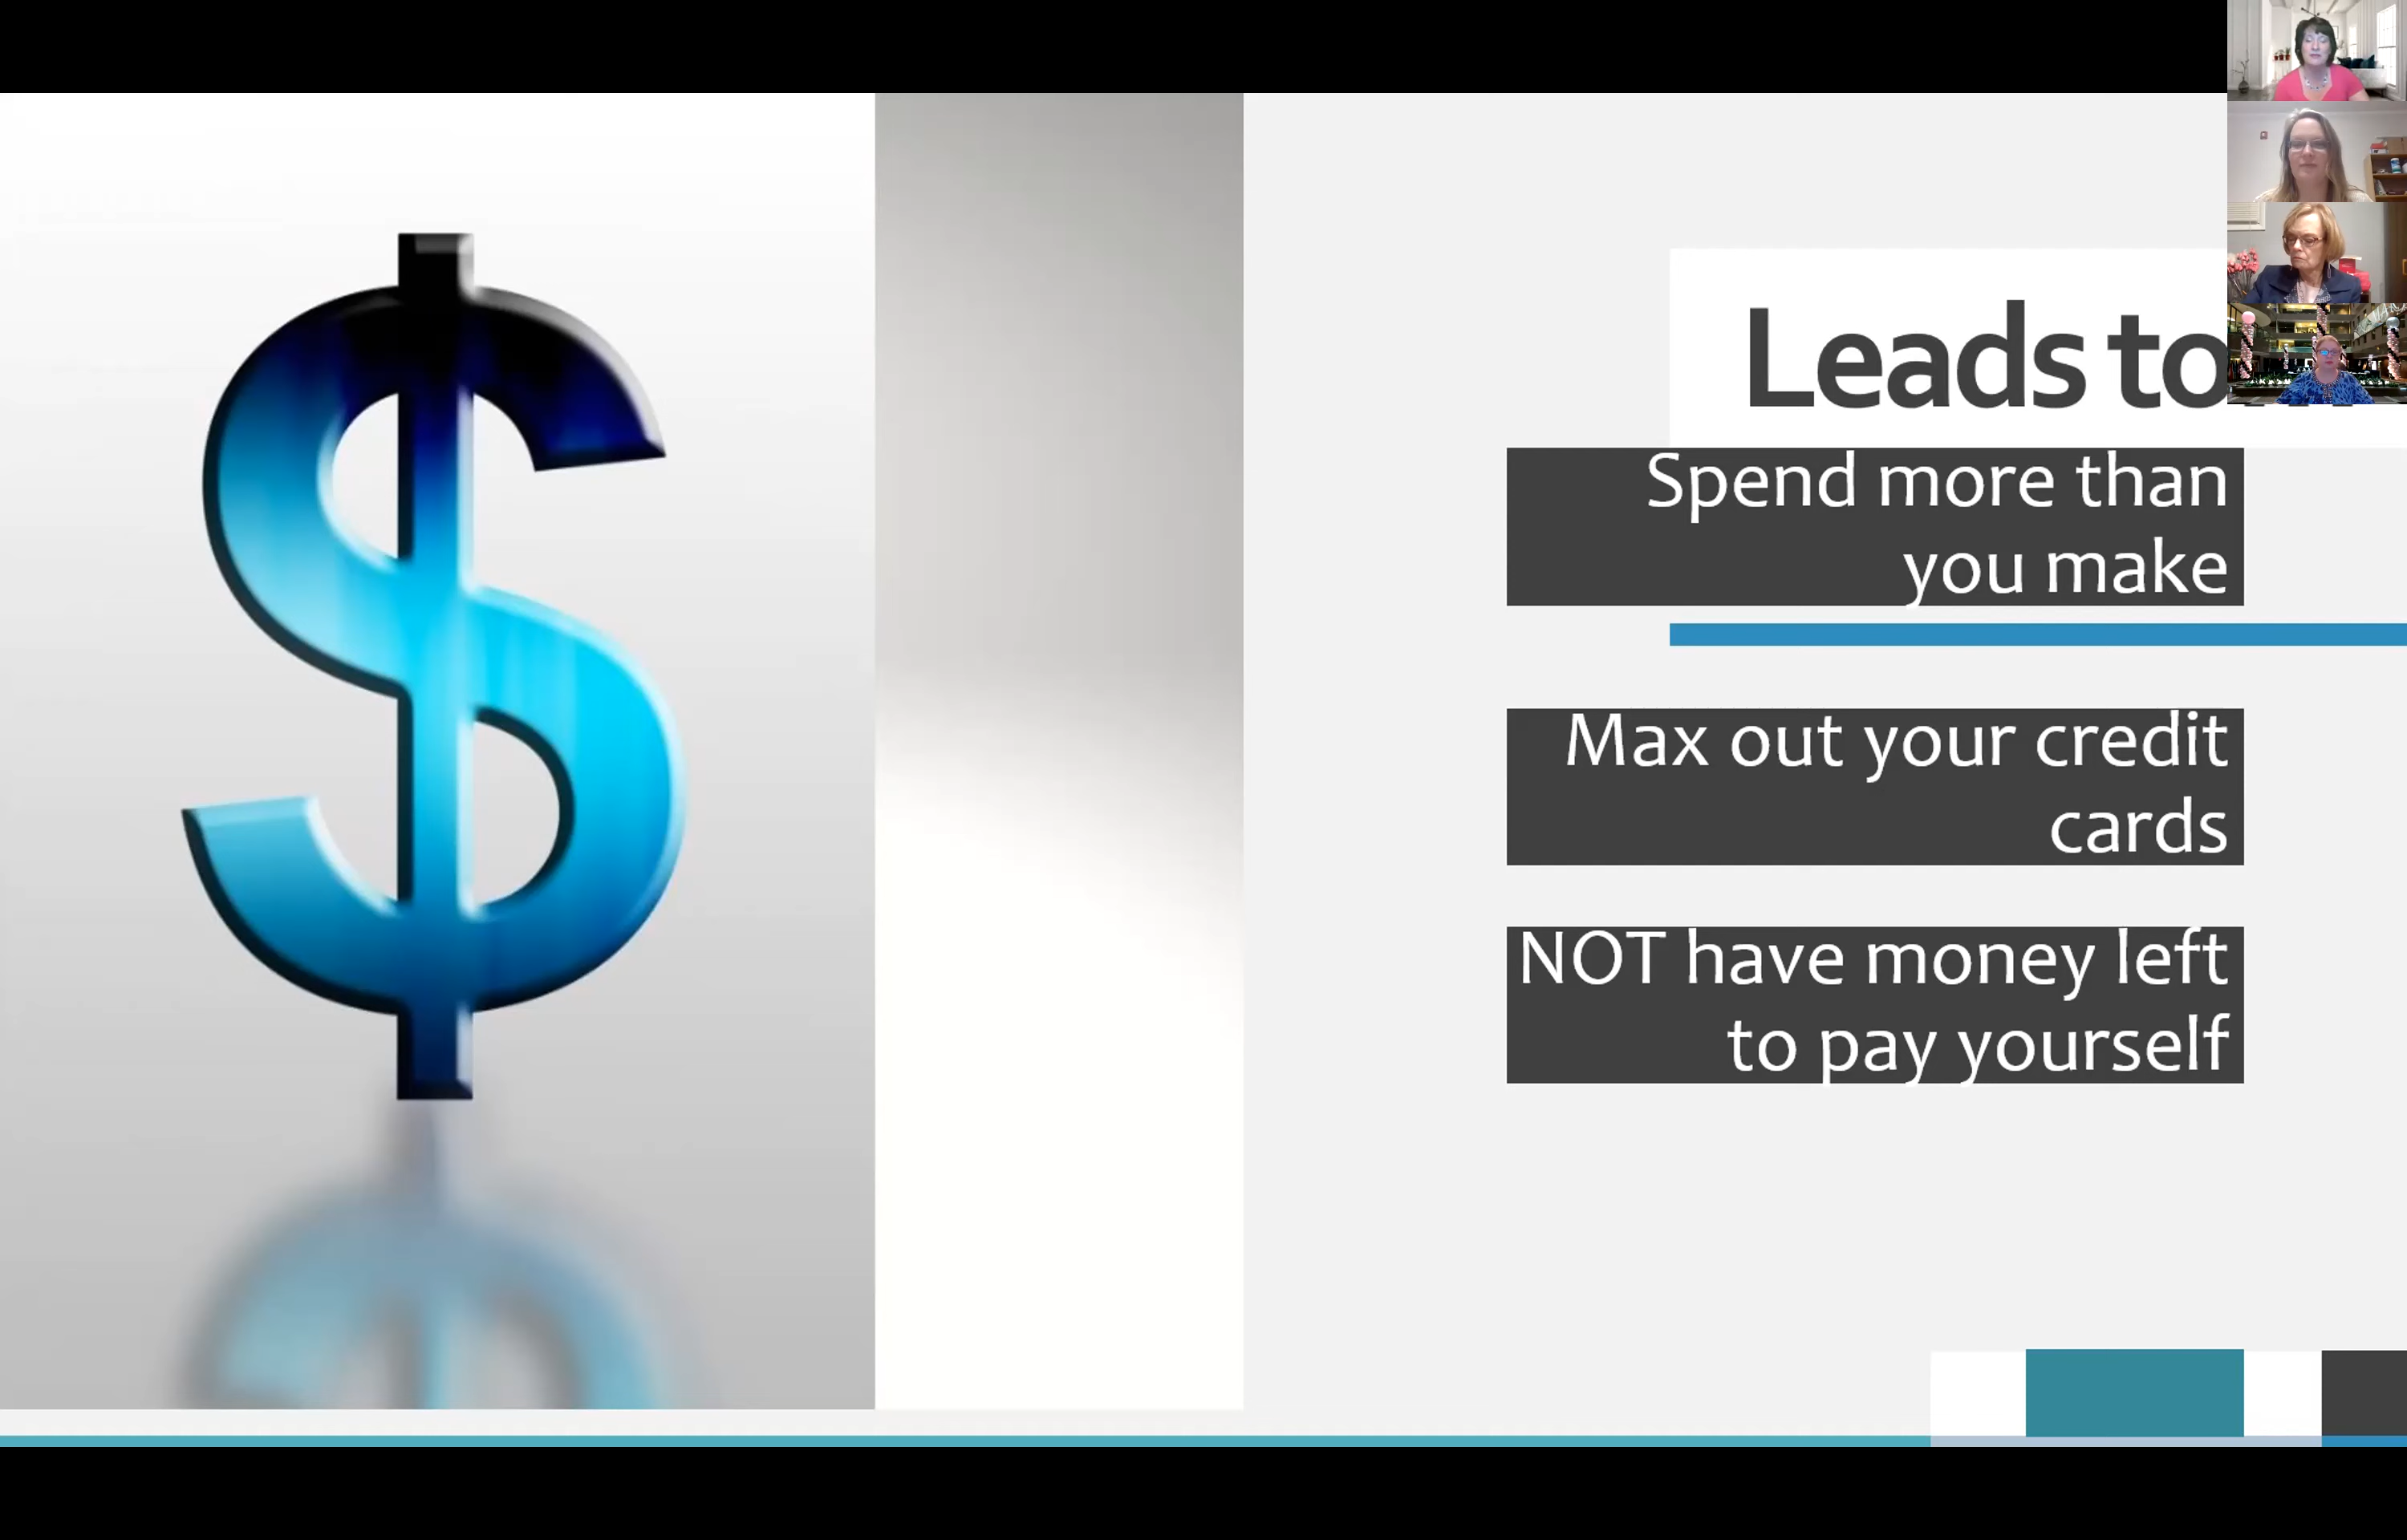 Leads to...
Spend more than
you make
Max out your credit
cards
NOT have money left
to pay yourself